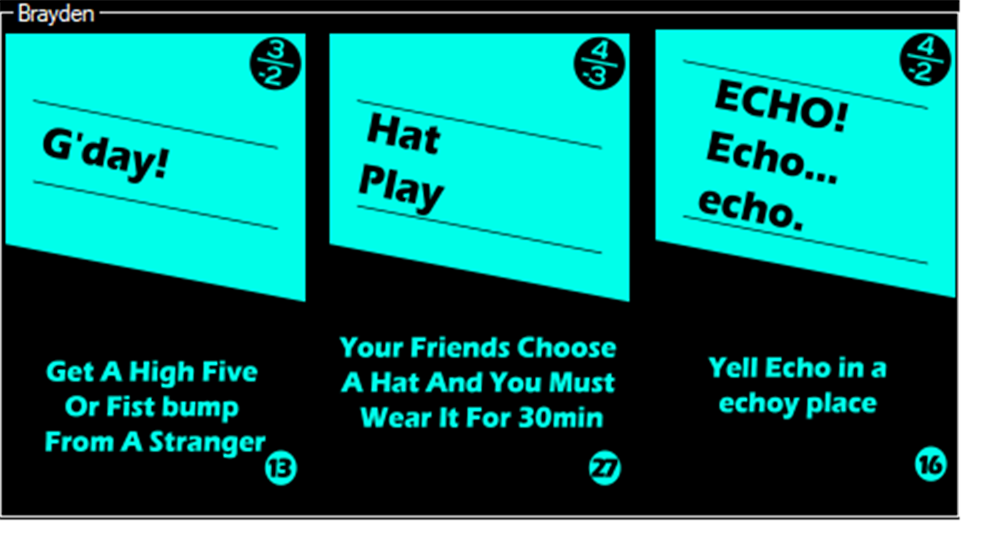 Brayden
3
-2
G'day!
Get A High Five
Or Fist bump
From A Stranger
13
4
-3
Hat
Play
Your Friends Choose
A Hat And You Must
Wear It For 30min
27
4
-2
ECHO!
Echo...
echo.
Yell Echo in a
echoy place
16